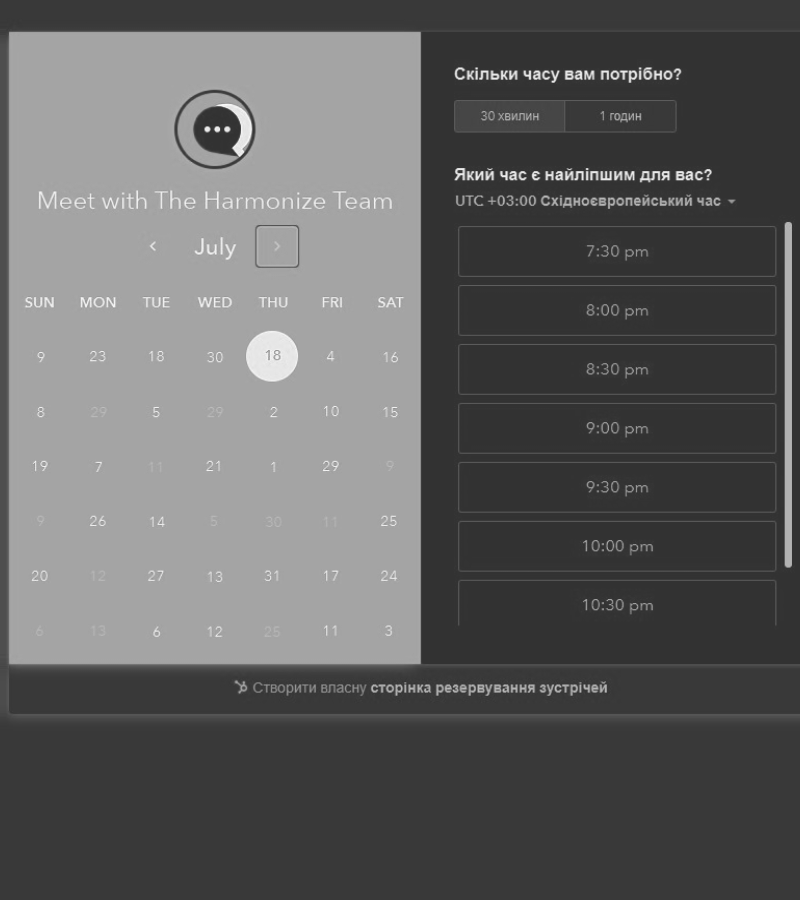 Meet with The Harmonize Team
July
SUN MON TUE WED THU FRI SAT
9 23 18 30 18 4 16
8 29 5 29 2 10 15
19 7 11 21 1 29 9
9 26 14 5 30 11 25
20 12 27 13 31 17 24
6 13 6 12 25 11 3
Скільки часу вам потрібно?
30 хвилин 1 годин
Який час є найліпшим для вас?
UTC +03:00 Східноєвропейський час
7:30 pm
8:00 pm
8:30 pm
9:00 pm
9:30 pm
10:00 pm
10:30 pm
Створити власну сторінка резервування зустрічей